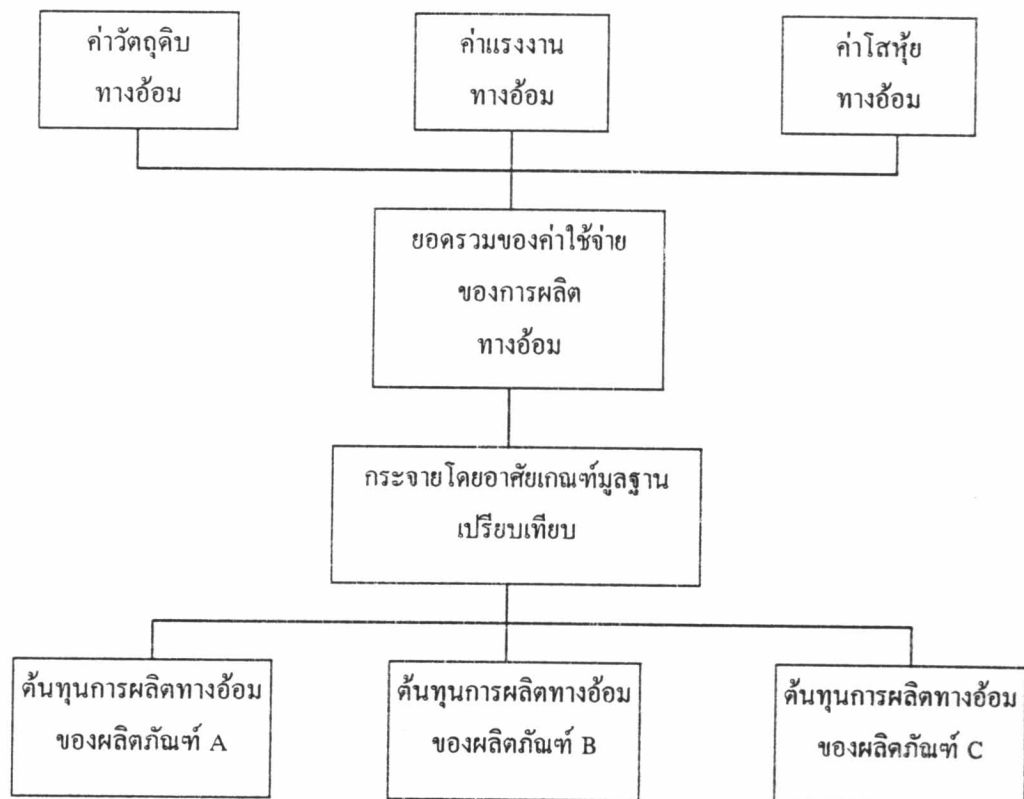 ค่าวัตถุดิบ
ทางอ้อม
ค่าแรงงาน
ทางอ้อม
ค่าโสหุ้ย
ทางอ้อม
ยอดรวมของค่าใช้จ่าย
ของการผลิต
ทางอ้อม
กระจายโดยอาศัยเกณฑ์มูลฐาน
เปรียบเทียบ
ต้นทุนการผลิตทางอ้อม
ของผลิตภัณฑ์ A
ต้นทุนการผลิตทางอ้อม
ของผลิตภัณฑ์ B
ต้นทุนการผลิตทางอ้อม
ของผลิตภัณฑ์ C